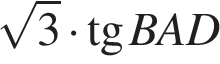 √3 · tg BAD